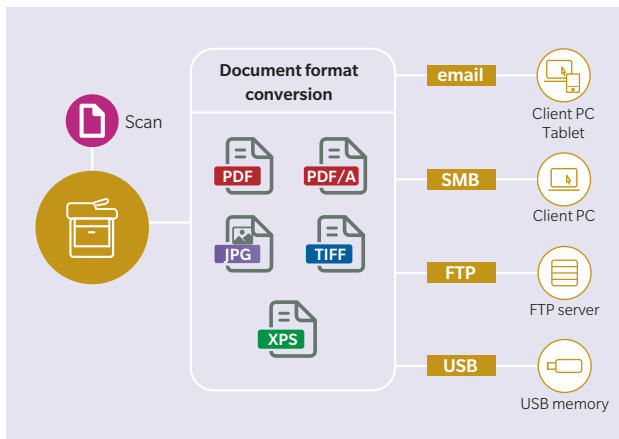 Document format
conversion
Scan
PDF
PDF/A
JPG
TIFF
XPS
email
Client PC
Tablet
SMB
Client PC
FTP
FTP server
USB
USB memory